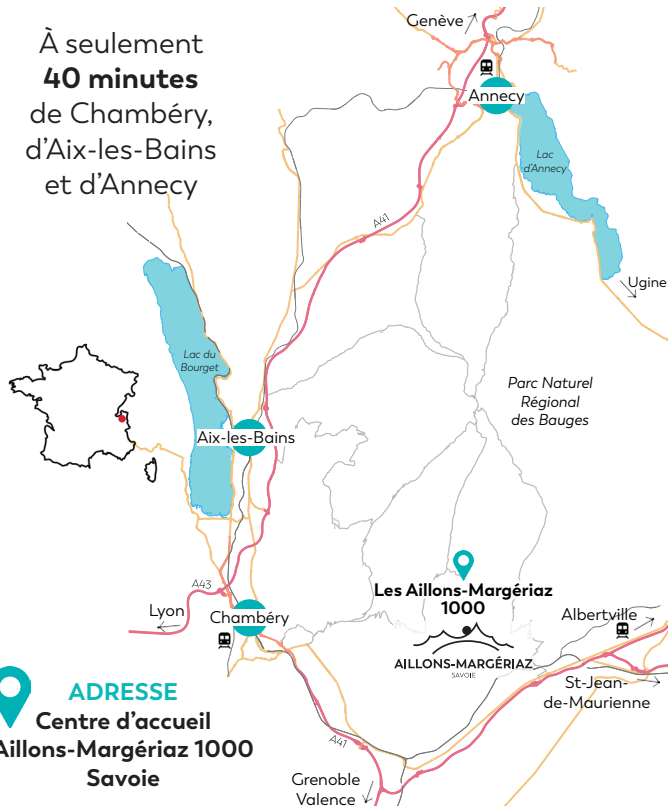 À seulement
40 minutes
de Chambéry,
d'Aix-les-Bains
et d'Annecy
Genève
Annecy
Lac
d'Annecy
A41
Ugine
Lac du
Bourget
Parc Naturel
Régional
des Bauges
Aix-les-Bains
A43
Lyon
Chambéry
Les Aillons-Margériaz
1000
AILLONS-MARGÉRIAZ
SAVOIE
Albertville
St-Jean-
de-Maurienne
A41
Grenoble
Valence
ADRESSE
Centre d'accueil
Aillons-Margériaz 1000
Savoie